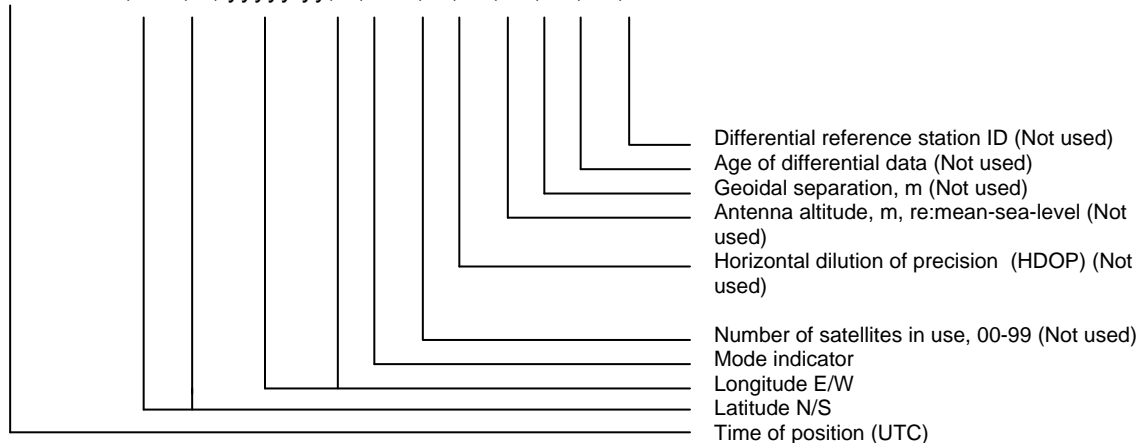 Differential reference station ID (Not used)
Age of differential data (Not used)
Geoidal separation, m (Not used)
Antenna altitude, m, re:mean-sea-level (Not
used)
Horizontal dilution of precision (HDOP) (Not
used)
Number of satellites in use, 00-99 (Not used)
Mode indicator
Longitude E/W
Latitude N/S
Time of position (UTC)